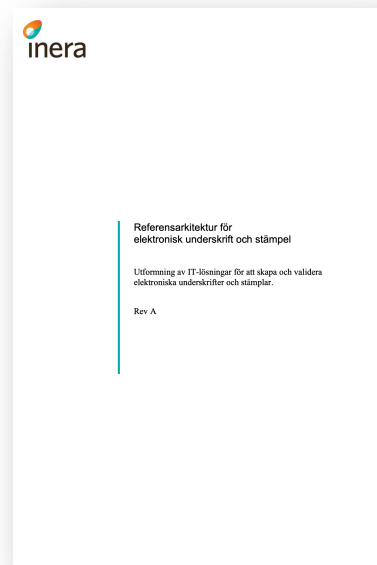 inera
Referensarkitektur för
elektronisk underskrift och stämpel
Utformning av IT-lösningar för att skapa och validera
elektroniska underskrifter och stämplar.
Rev A